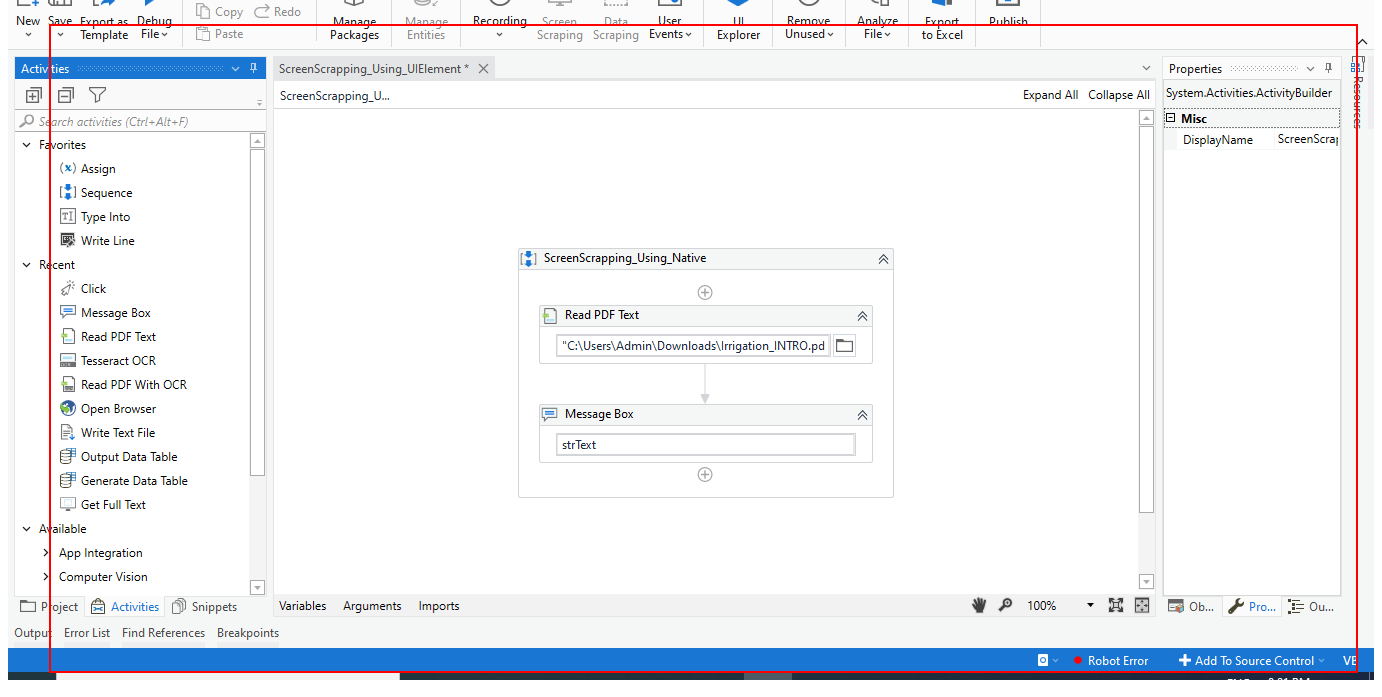 New Save Export as Template Debug File
Copy Redo
Paste
Manage Packages
Manage Entities
Recording
Screen Scraping
Data Scraping
User Events
UI Explorer
Remove Unused
Analyze File
Export to Excel
Publish
Activities
Search activities (Ctrl+Alt+F)
Favorites
Assign
Sequence
Type Into
Write Line
Recent
Click
Message Box
Read PDF Text
Tesseract OCR
Read PDF With OCR
Open Browser
Write Text File
Output Data Table
Generate Data Table
Get Full Text
Available
App Integration
Computer Vision
Project Activities Snippets
ScreenScrapping_Using_UIElement *
ScreenScrapping_U...
Expand All Collapse All
ScreenScrapping_Using_Native
Read PDF Text
"C:\Users\Admin\Downloads\Irrigation_INTRO.pd
Message Box
strText
Variables Arguments Imports
100%
Properties
System.Activities.ActivityBuilder
Misc
DisplayName ScreenScrap
Ob... Pro... Ou...
Resources
Output Error List Find References Breakpoints
Robot Error Add To Source Control VB